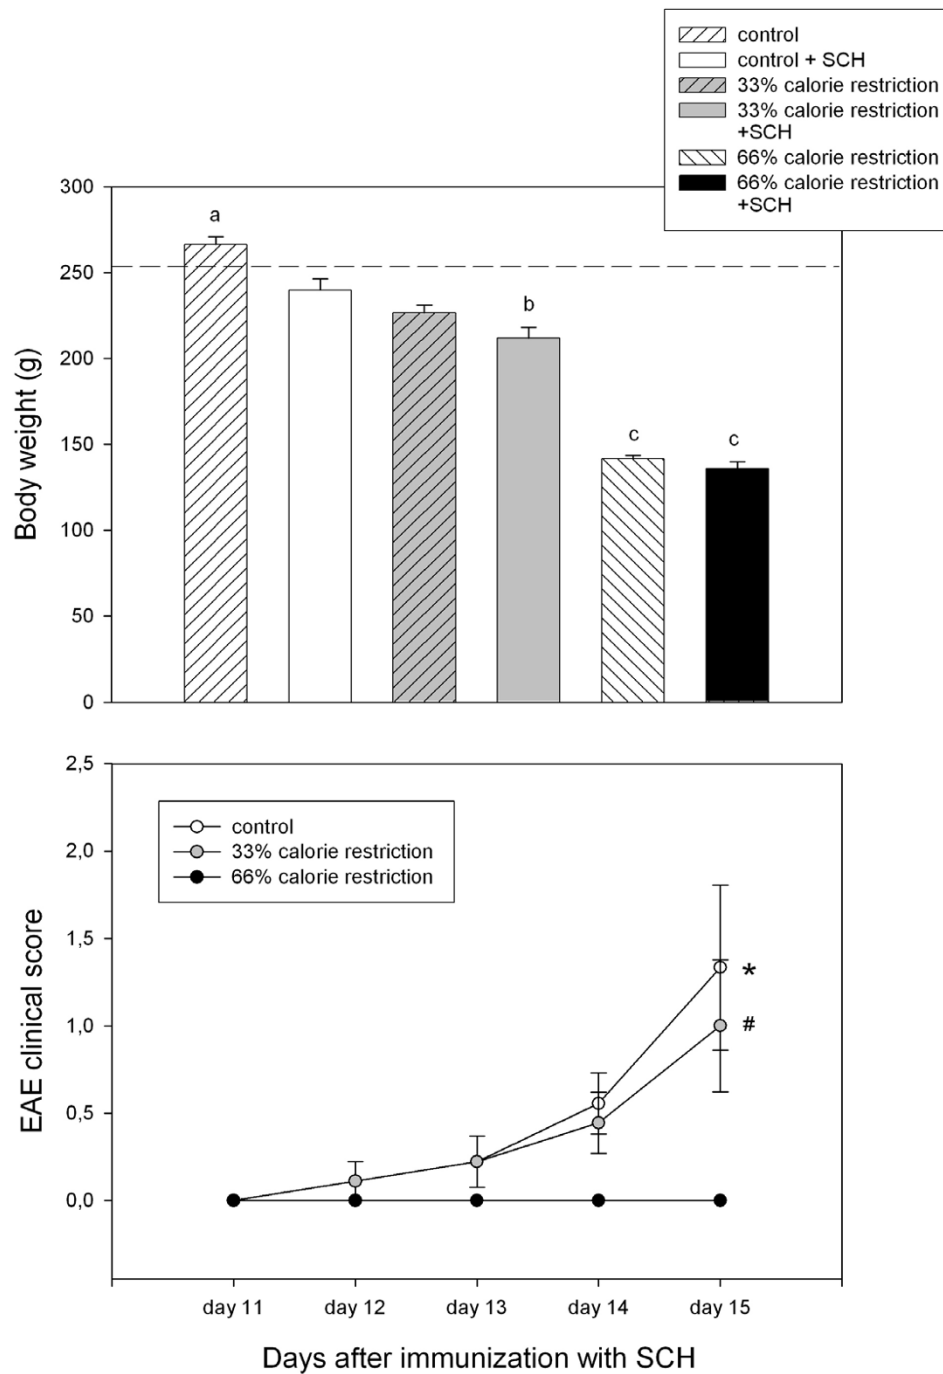 control
control + SCH
33% calorie restriction
33% calorie restriction
+SCH
66% calorie restriction
66% calorie restriction
+SCH
300
250
200
150
100
50
0
Body weight (g)
a
b
c
c
2,5
2,0
1,5
1,0
0,5
0,0
EAE clinical score
control
33% calorie restriction
66% calorie restriction
*
#
day 11
day 12
day 13
day 14
day 15
Days after immunization with SCH